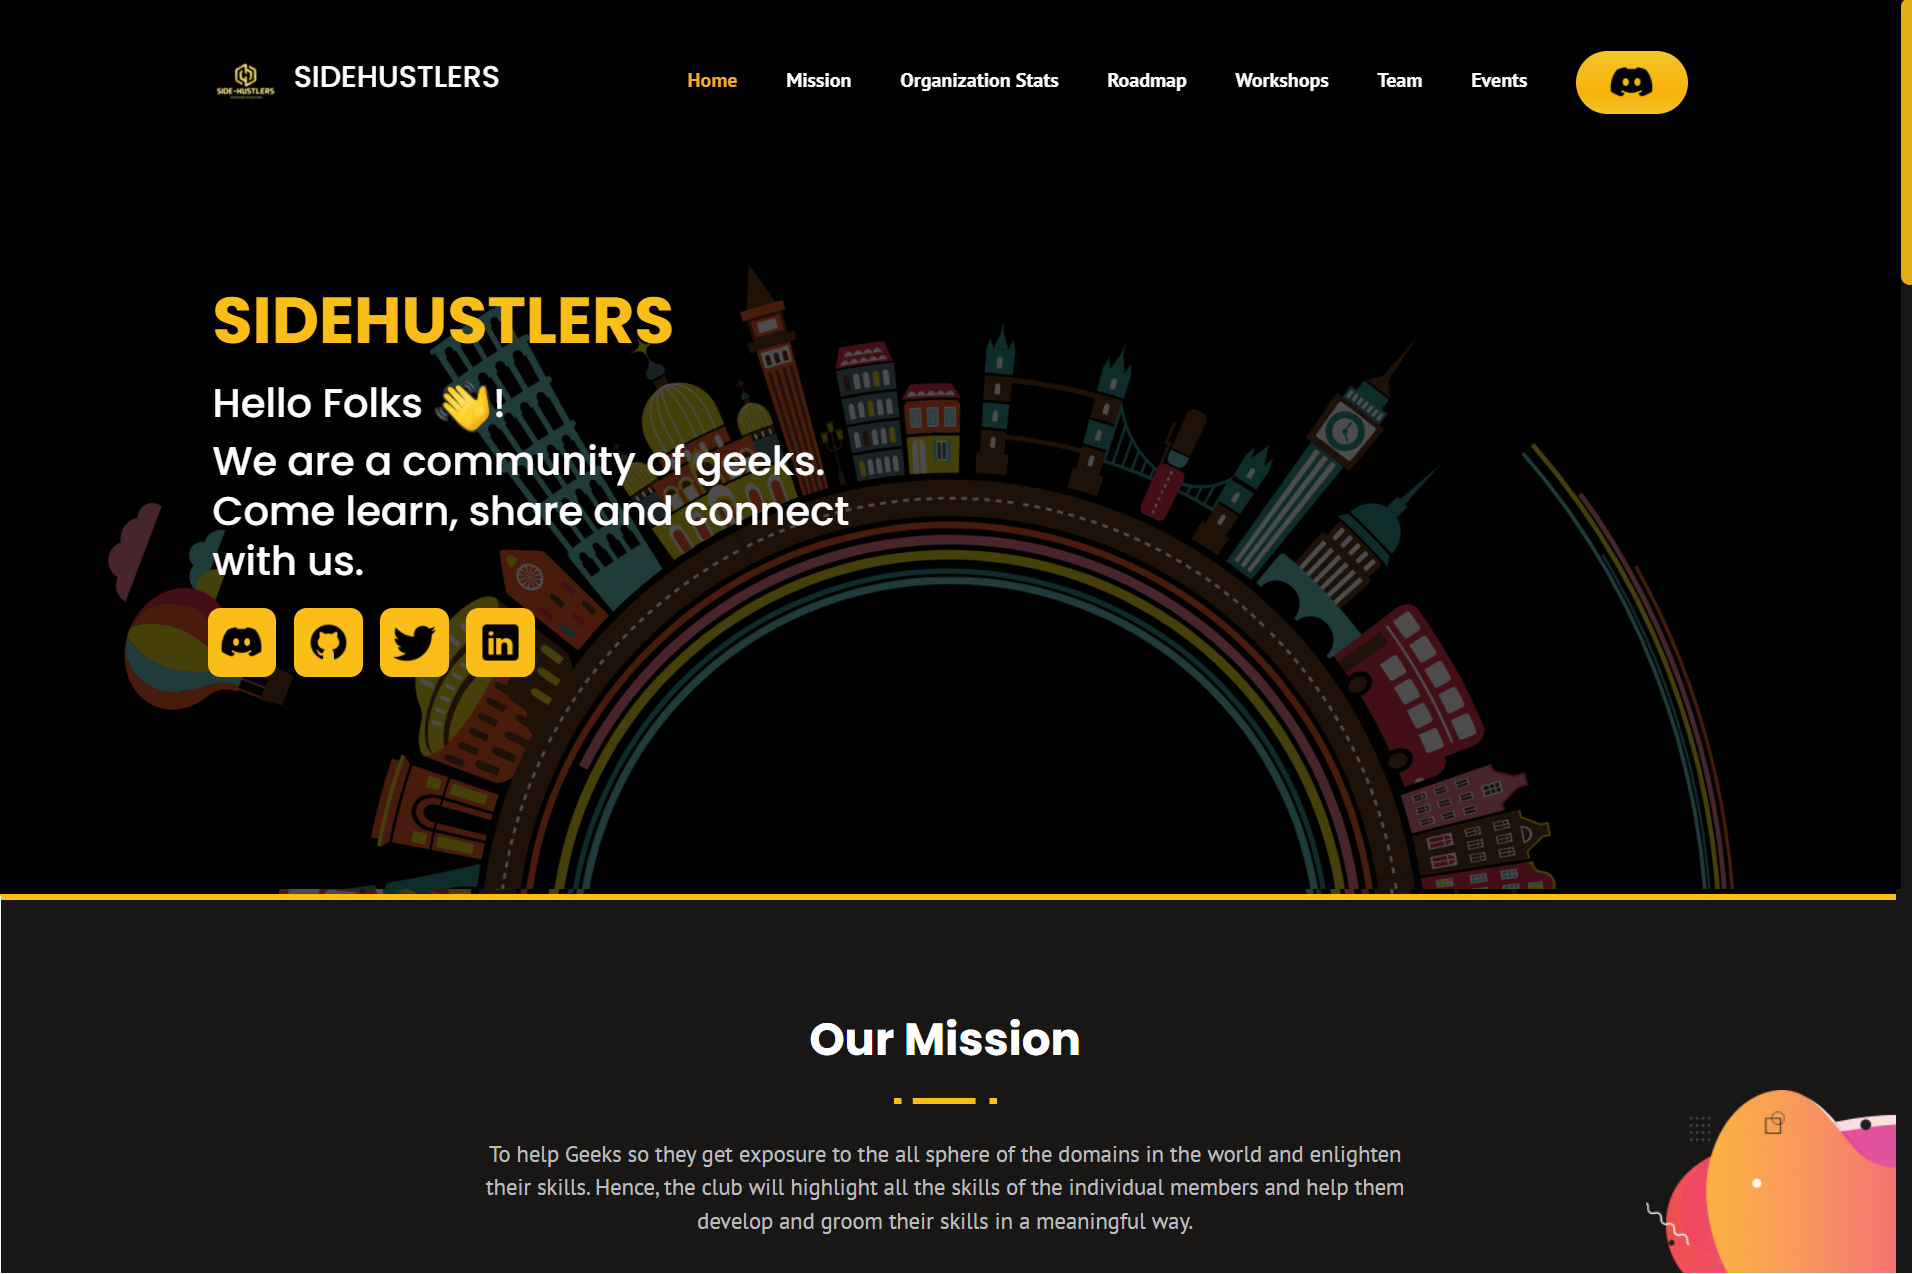 SIDE-HUSTLERS
SIDEHUSTLERS
Home
Mission
Organization Stats
Roadmap
Workshops
Team
Events
SIDEHUSTLERS
Hello Folks 👋!
We are a community of geeks.
Come learn, share and connect
with us.
in
Our Mission
To help Geeks so they get exposure to the all sphere of the domains in the world and enlighten
their skills. Hence, the club will highlight all the skills of the individual members and help them
develop and groom their skills in a meaningful way.